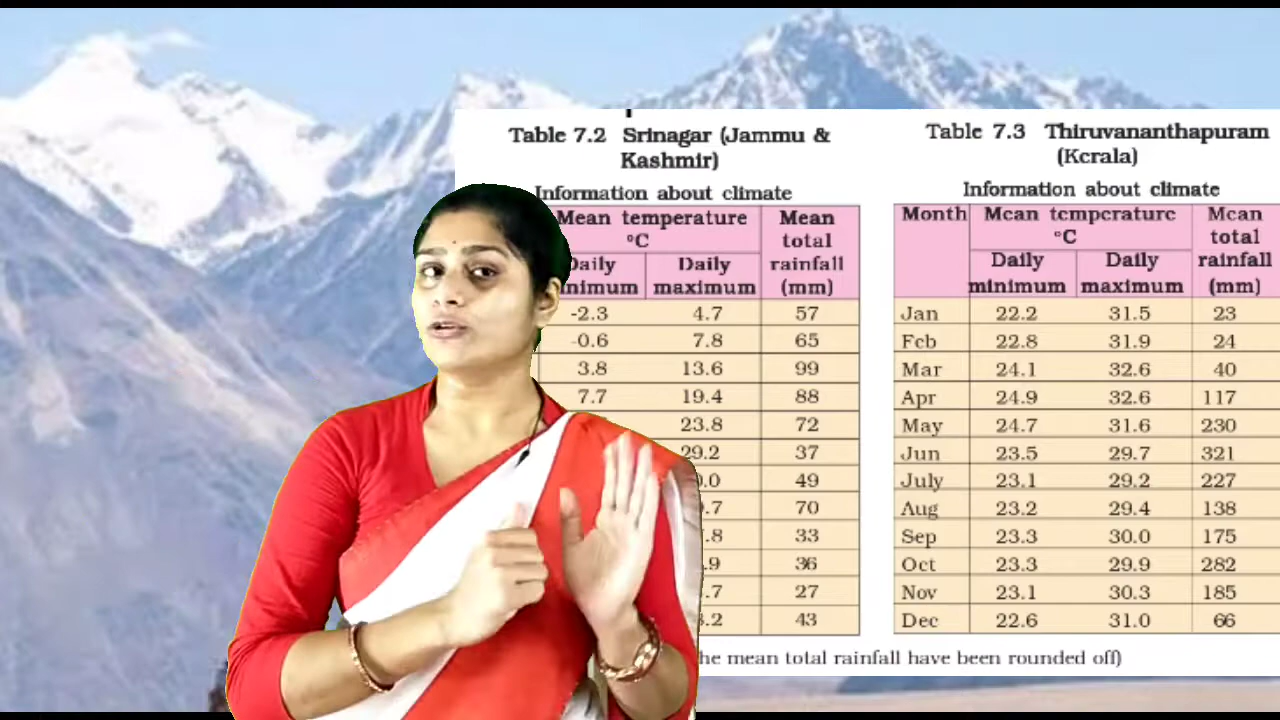 Table 7.2 Srinagar (Jammu &
Kashmir)
Information about climate
Mean temperature
°C
Mean
total
rainfall
(mm)
Daily
maximum
-2.3 4.7 57
-0.6 7.8 65
3.8 13.6 99
7.7 19.4 88
23.8 72
29.2 37
49
70
33
36
27
43
mean total rainfall have been rounded off)
Table 7.3 Thiruvananthapuram
(Kerala)
Information about climate
Month Mean temperature
°C
Mean
total
rainfall
(mm)
Daily
minimum
Daily
maximum
Jan 22.2 31.5 23
Feb 22.8 31.9 24
Mar 24.1 32.6 40
Apr 24.9 32.6 117
May 24.7 31.6 230
Jun 23.5 29.7 321
July 23.1 29.2 227
Aug 23.2 29.4 138
Sep 23.3 30.0 175
Oct 23.3 29.9 282
Nov 23.1 30.3 185
Dec 22.6 31.0 66